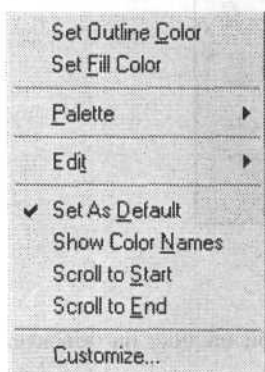 Set Outline Color
Set Fill Color
Palette
Edit
Set As Default
Show Color Names
Scroll to Start
Scroll to End
Customize...